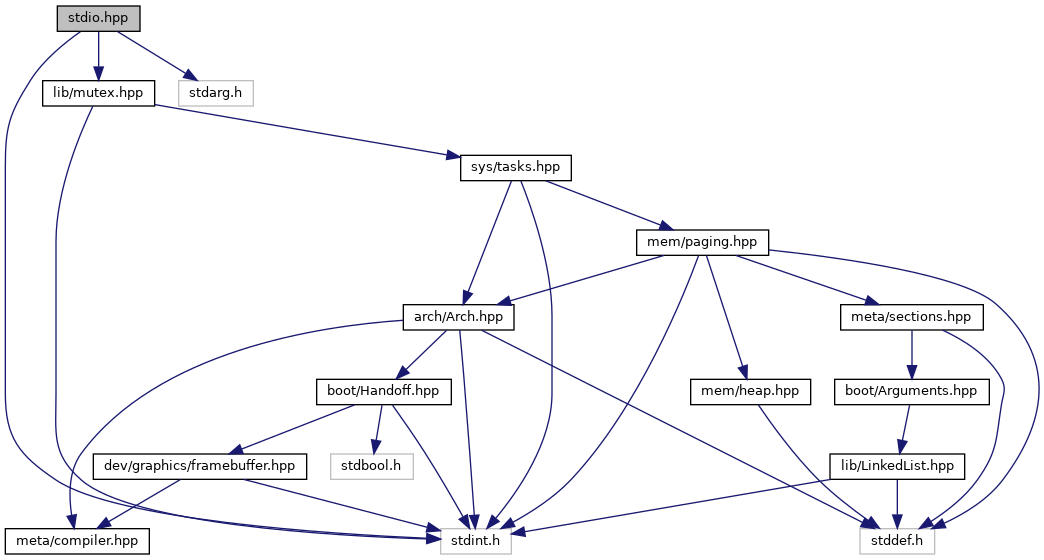 stdio.hpp
lib/mutex.hpp
stdarg.h
sys/tasks.hpp
mem/paging.hpp
arch/Arch.hpp
meta/sections.hpp
boot/Handoff.hpp
mem/heap.hpp
boot/Arguments.hpp
dev/graphics/framebuffer.hpp
stdbool.h
lib/LinkedList.hpp
meta/compiler.hpp
stdint.h
stddef.h